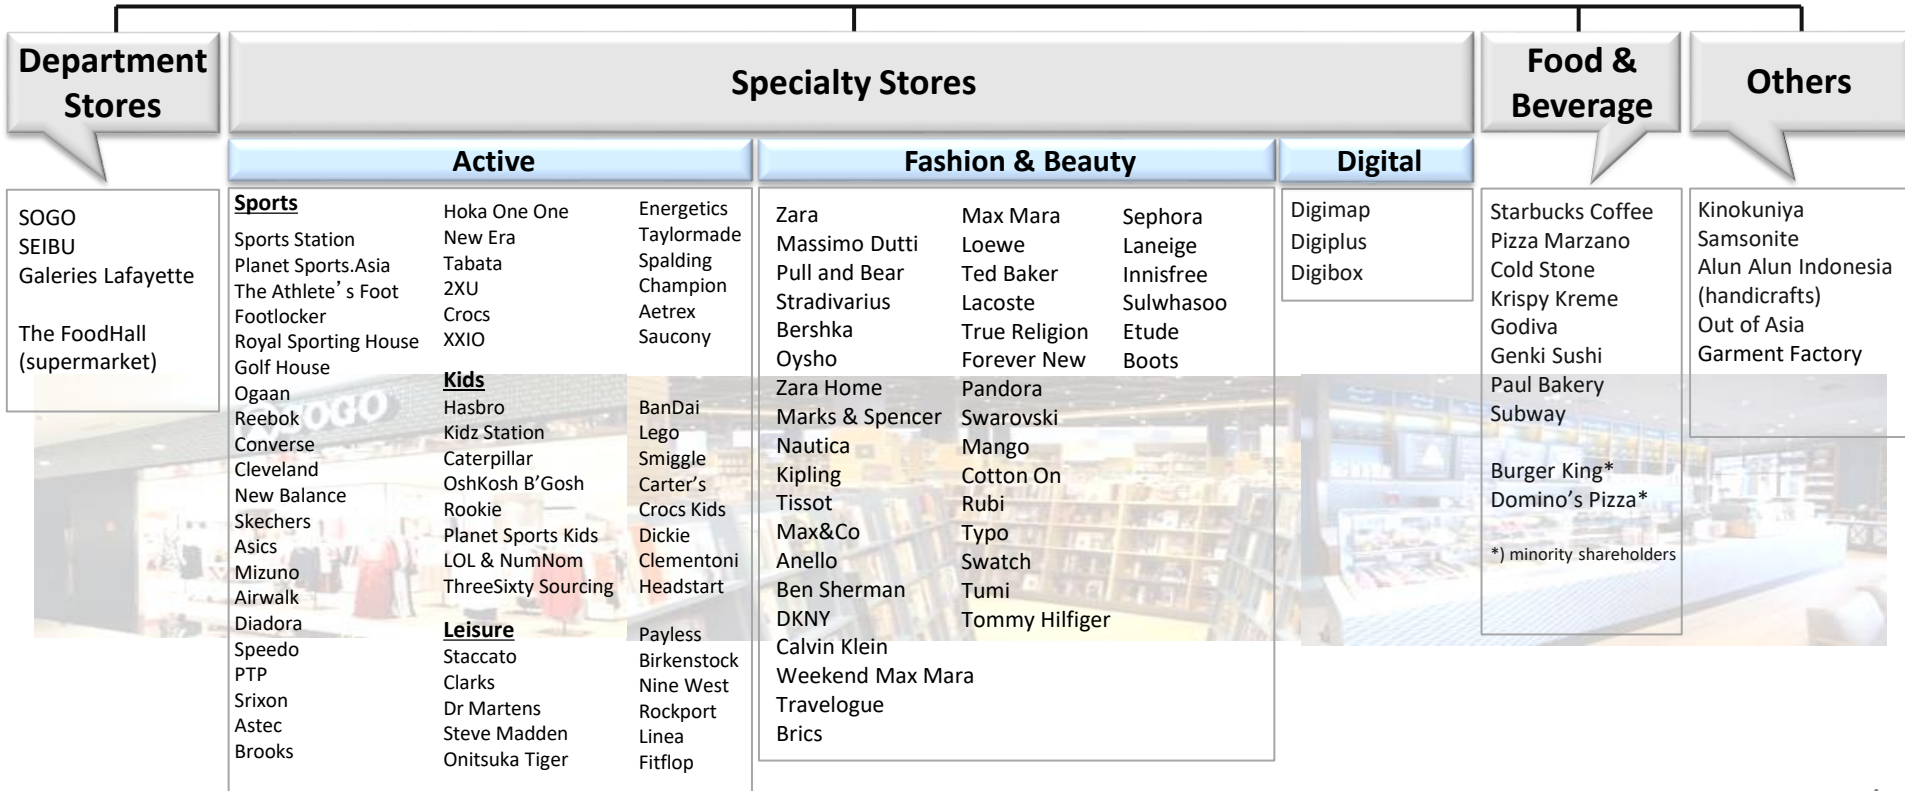 Department
Stores
Specialty Stores
Food &
Beverage
Others
Active
Fashion & Beauty
Digital
SOGO
SEIBU
Galeries Lafayette
The FoodHall
(supermarket)
Sports
Sports Station
Planet Sports.Asia
The Athlete's Foot
Footlocker
Royal Sporting House
Golf House
Ogaan
Reebok
Converse
Cleveland
New Balance
Skechers
Asics
Mizuno
Airwalk
Diadora
Speedo
PTP
Srixon
Astec
Brooks
Hoka One One
New Era
Tabata
2XU
Crocs
XXIO
Energetics
Taylormade
Spalding
Champion
Aetrex
Saucony
Kids
Hasbro
Kidz Station
Caterpillar
OshKosh B'Gosh
Rookie
Planet Sports Kids
LOL & NumNom
ThreeSixty Sourcing
BanDai
Lego
Smiggle
Carter's
Crocs Kids
Dickie
Clementoni
Headstart
Leisure
Staccato
Clarks
Dr Martens
Steve Madden
Onitsuka Tiger
Payless
Birkenstock
Nine West
Rockport
Linea
Fitflop
Zara
Massimo Dutti
Pull and Bear
Stradivarius
Bershka
Oysho
Zara Home
Marks & Spencer
Nautica
Kipling
Tissot
Max&Co
Anello
Ben Sherman
DKNY
Calvin Klein
Weekend Max Mara
Travelogue
Brics
Max Mara
Loewe
Ted Baker
Lacoste
True Religion
Forever New
Pandora
Swarovski
Mango
Cotton On
Rubi
Typo
Swatch
Tumi
Tommy Hilfiger
Sephora
Laneige
Innisfree
Sulwhasoo
Etude
Boots
Digimap
Digiplus
Digibox
Starbucks Coffee
Pizza Marzano
Cold Stone
Krispy Kreme
Godiva
Genki Sushi
Paul Bakery
Subway
Burger King*
Domino's Pizza*
*) minority shareholders
Kinokuniya
Samsonite
Alun Alun Indonesia
(handicrafts)
Out of Asia
Garment Factory
SOGO